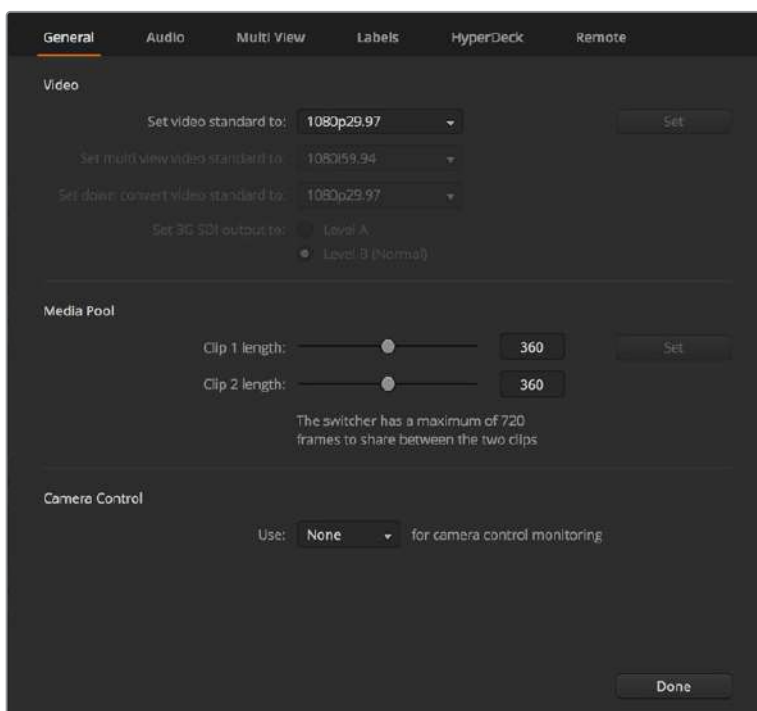 General Audio Multi View Labels HyperDeck Remote
Video
Set video standard to: 1080p29.97 Set
Set multi view video standard to: 1080i59.94
Set down convert video standard to: 1080p29.97
Set 3G SDI output to: Level A
Level B (Normal)
Media Pool
Clip 1 length: 360 Set
Clip 2 length: 360
The switcher has a maximum of 720
frames to share between the two clips
Camera Control
Use: None for camera control monitoring
Done